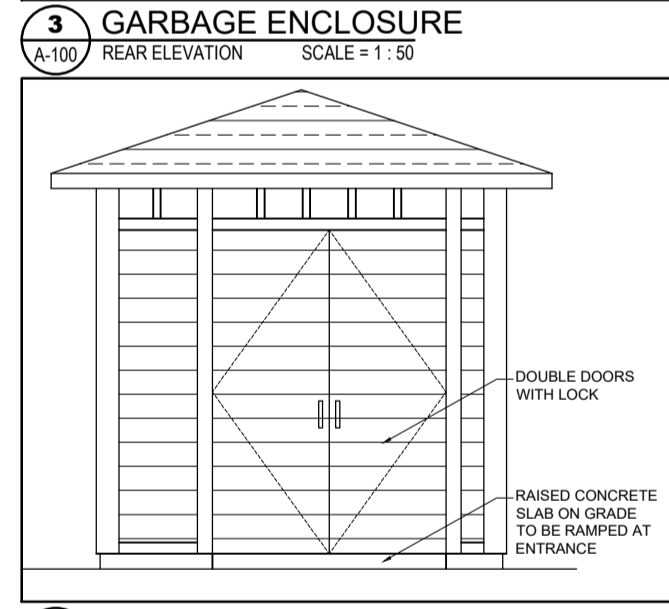 3
GARBAGE ENCLOSURE
A-100
REAR ELEVATION SCALE = 1 : 50
DOUBLE DOORS
WITH LOCK
RAISED CONCRETE
SLAB ON GRADE
TO BE RAMPED AT
ENTRANCE